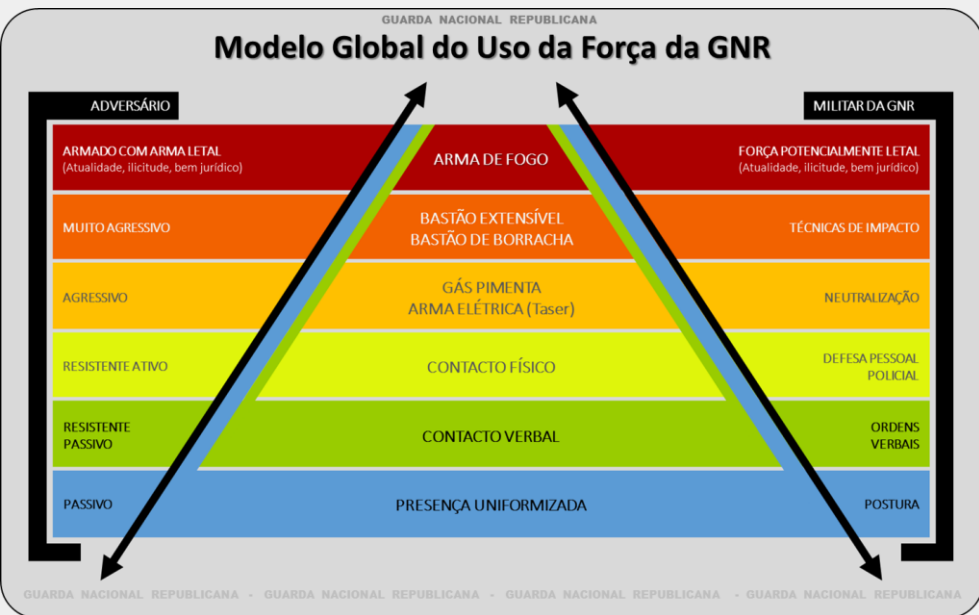 GUARDA NACIONAL REPUBLICANA
Modelo Global do Uso da Força da GNR
ADVERSÁRIO
MILITAR DA GNR
ARMADO COM ARMA LETAL
(Atualidade, ilicitude, bem jurídico)
ARMA DE FOGO
FORÇA POTENCIALMENTE LETAL
(Atualidade, ilicitude, bem jurídico)
MUITO AGRESSIVO
BASTÃO EXTENSÍVEL
BASTÃO DE BORRACHA
TÉCNICAS DE IMPACTO
AGRESSIVO
GÁS PIMENTA
ARMA ELÉTRICA (Taser)
NEUTRALIZAÇÃO
RESISTENTE ATIVO
CONTACTO FÍSICO
DEFESA PESSOAL
POLICIAL
RESISTENTE
PASSIVO
CONTACTO VERBAL
ORDENS
VERBAIS
PASSIVO
PRESENÇA UNIFORMIZADA
POSTURA
GUARDA NACIONAL REPUBLICANA - GUARDA NACIONAL REPUBLICANA - GUARDA NACIONAL REPUBLICANA - GUARDA NACIONAL REPUBLICANA